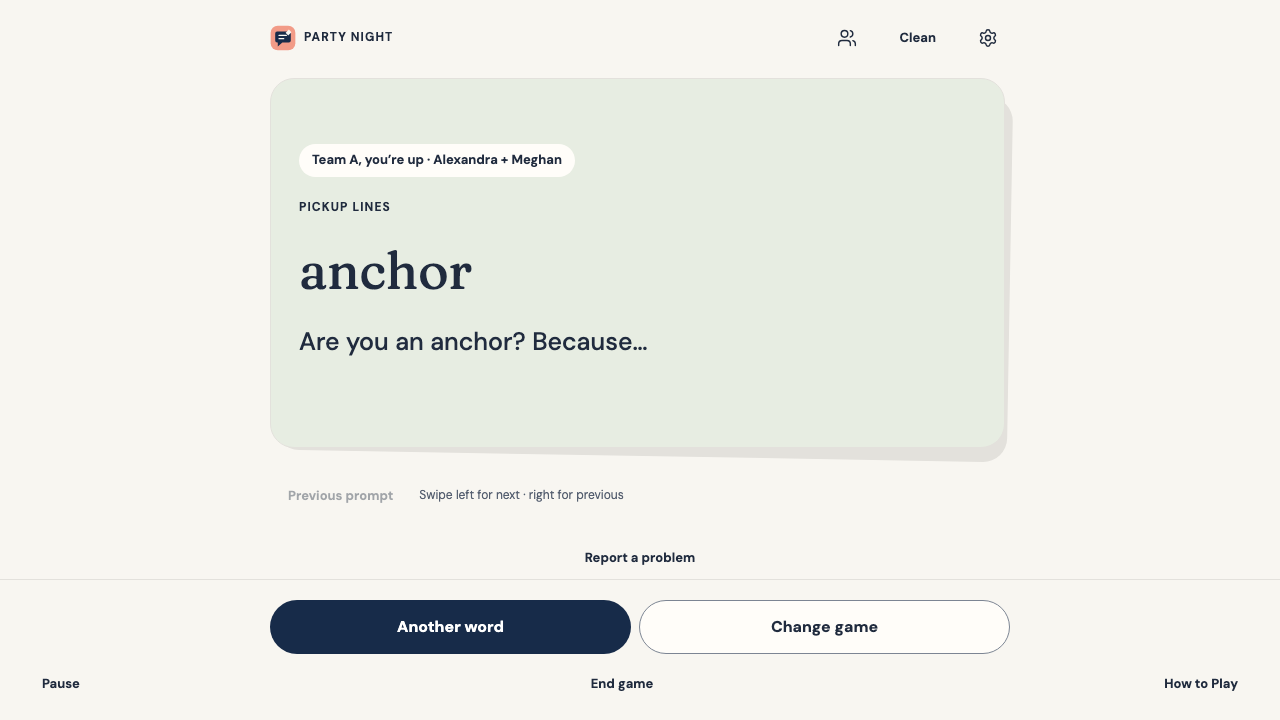 PARTY NIGHT
Clean
Team A, you’re up · Alexandra + Meghan
PICKUP LINES
anchor
Are you an anchor? Because…
Previous prompt
Swipe left for next · right for previous
Report a problem
Another word
Change game
Pause
End game
How to Play